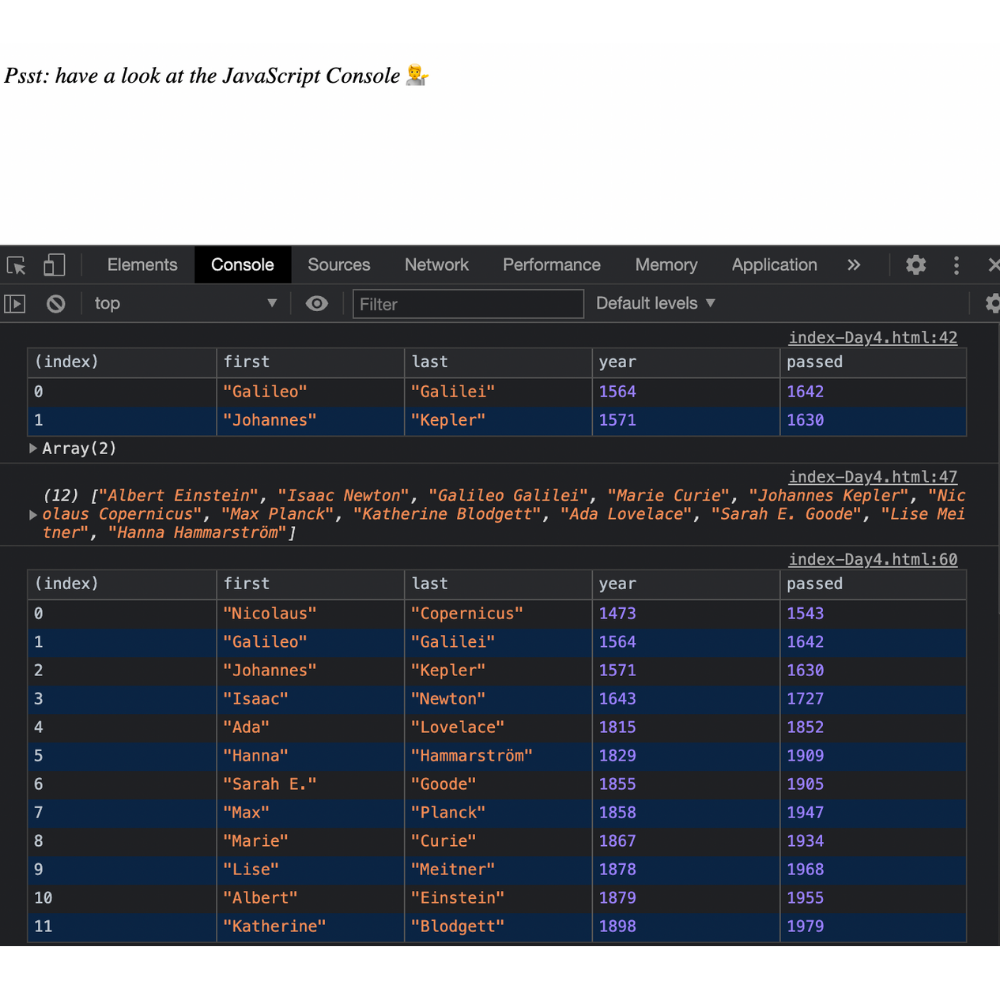 Psst: have a look at the JavaScript Console 💁
Elements Console Sources Network Performance Memory Application »
top ▼ Filter Default levels ▼
index-Day4.html:42
(index) first last year passed
0 "Galileo" "Galilei" 1564 1642
1 "Johannes" "Kepler" 1571 1630
▶ Array(2)
index-Day4.html:47
(12) ["Albert Einstein", "Isaac Newton", "Galileo Galilei", "Marie Curie", "Johannes Kepler", "Nic
olaus Copernicus", "Max Planck", "Katherine Blodgett", "Ada Lovelace", "Sarah E. Goode", "Lise Mei
tner", "Hanna Hammarström"]
index-Day4.html:60
(index) first last year passed
0 "Nicolaus" "Copernicus" 1473 1543
1 "Galileo" "Galilei" 1564 1642
2 "Johannes" "Kepler" 1571 1630
3 "Isaac" "Newton" 1643 1727
4 "Ada" "Lovelace" 1815 1852
5 "Hanna" "Hammarström" 1829 1909
6 "Sarah E." "Goode" 1855 1905
7 "Max" "Planck" 1858 1947
8 "Marie" "Curie" 1867 1934
9 "Lise" "Meitner" 1878 1968
10 "Albert" "Einstein" 1879 1955
11 "Katherine" "Blodgett" 1898 1979